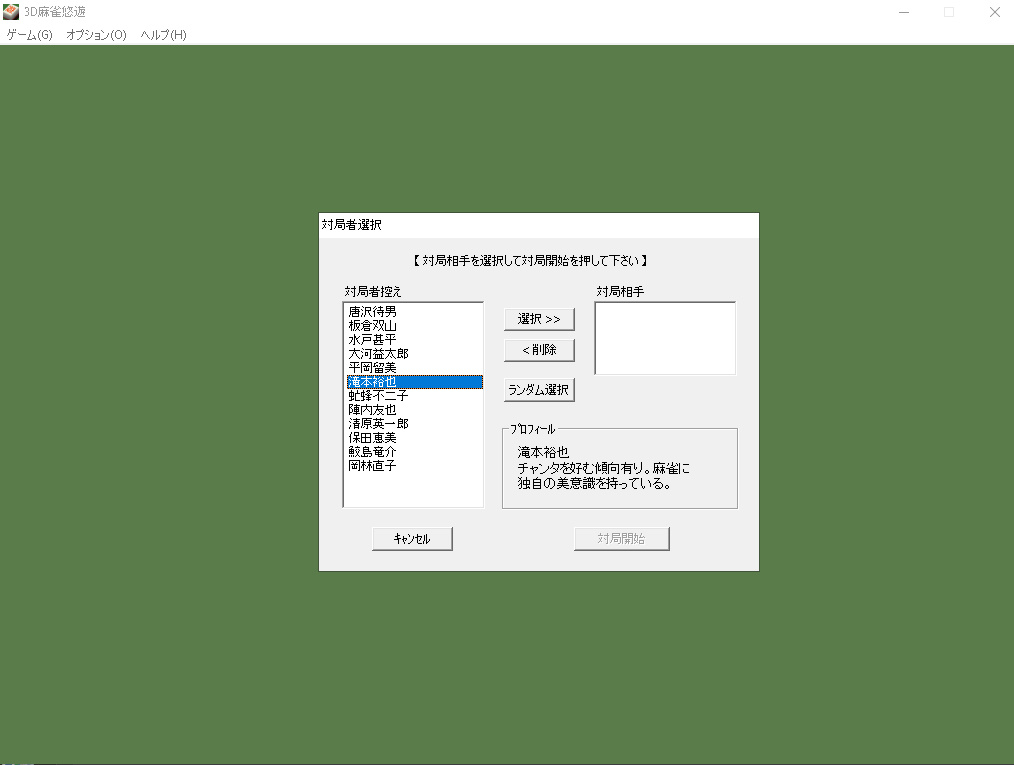 3D麻雀悠遊
ゲーム(G) オプション(O) ヘルプ(H)
対局者選択
【 対局相手を選択して対局開始を押して下さい 】
対局者控え
対局相手
唐沢待男
板倉双山
水戸甚平
大河益太郎
平岡留美
滝本裕也
虻蜂不二子
陣内友也
清原英一郎
保田恵美
鮫島竜介
岡林直子
選択 >>
< 削除
ランダム選択
プロフィール
滝本裕也
チャンタを好む傾向有り。麻雀に
独自の美意識を持っている。
キャンセル
対局開始